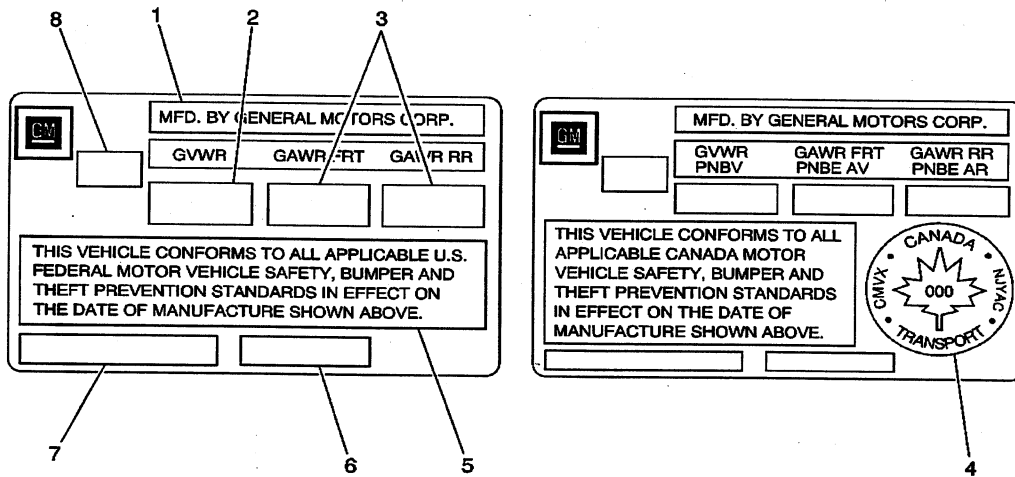 8 1 2 3
GM
MFD. BY GENERAL MOTORS CORP.
GVWR GAWR FRT GAWR RR
THIS VEHICLE CONFORMS TO ALL APPLICABLE U.S.
FEDERAL MOTOR VEHICLE SAFETY, BUMPER AND
THEFT PREVENTION STANDARDS IN EFFECT ON
THE DATE OF MANUFACTURE SHOWN ABOVE.
7 6 5
GM
MFD. BY GENERAL MOTORS CORP.
GVWR GAWR FRT GAWR RR
PNBV PNBE AV PNBE AR
THIS VEHICLE CONFORMS TO ALL
APPLICABLE CANADA MOTOR
VEHICLE SAFETY, BUMPER AND
THEFT PREVENTION STANDARDS
IN EFFECT ON THE DATE OF
MANUFACTURE SHOWN ABOVE.
CANADA
CMVX
000
NJYAC
TRANSPORT
4